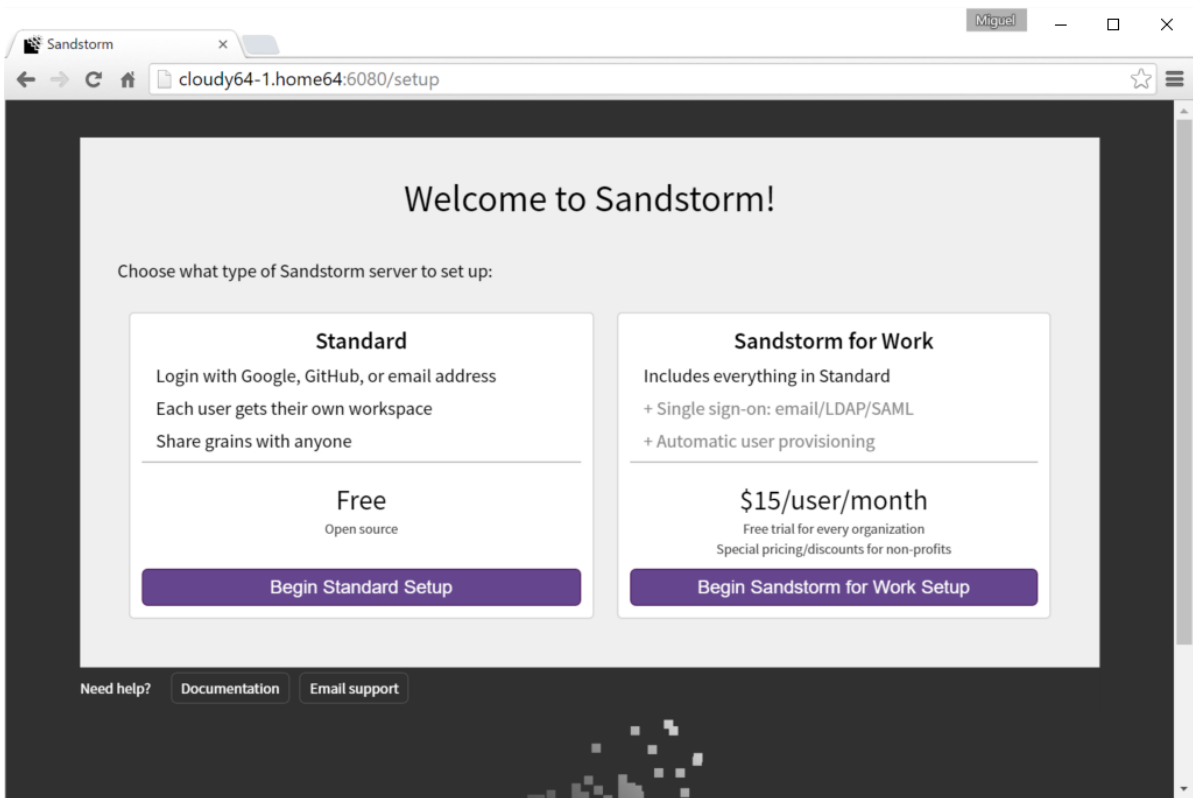 Miguel
Sandstorm
cloudy64-1.home64:6080/setup
Welcome to Sandstorm!
Choose what type of Sandstorm server to set up:
Standard
Login with Google, GitHub, or email address
Each user gets their own workspace
Share grains with anyone
Free
Open source
Begin Standard Setup
Sandstorm for Work
Includes everything in Standard
+ Single sign-on: email/LDAP/SAML
+ Automatic user provisioning
$15/user/month
Free trial for every organization
Special pricing/discounts for non-profits
Begin Sandstorm for Work Setup
Need help? Documentation Email support